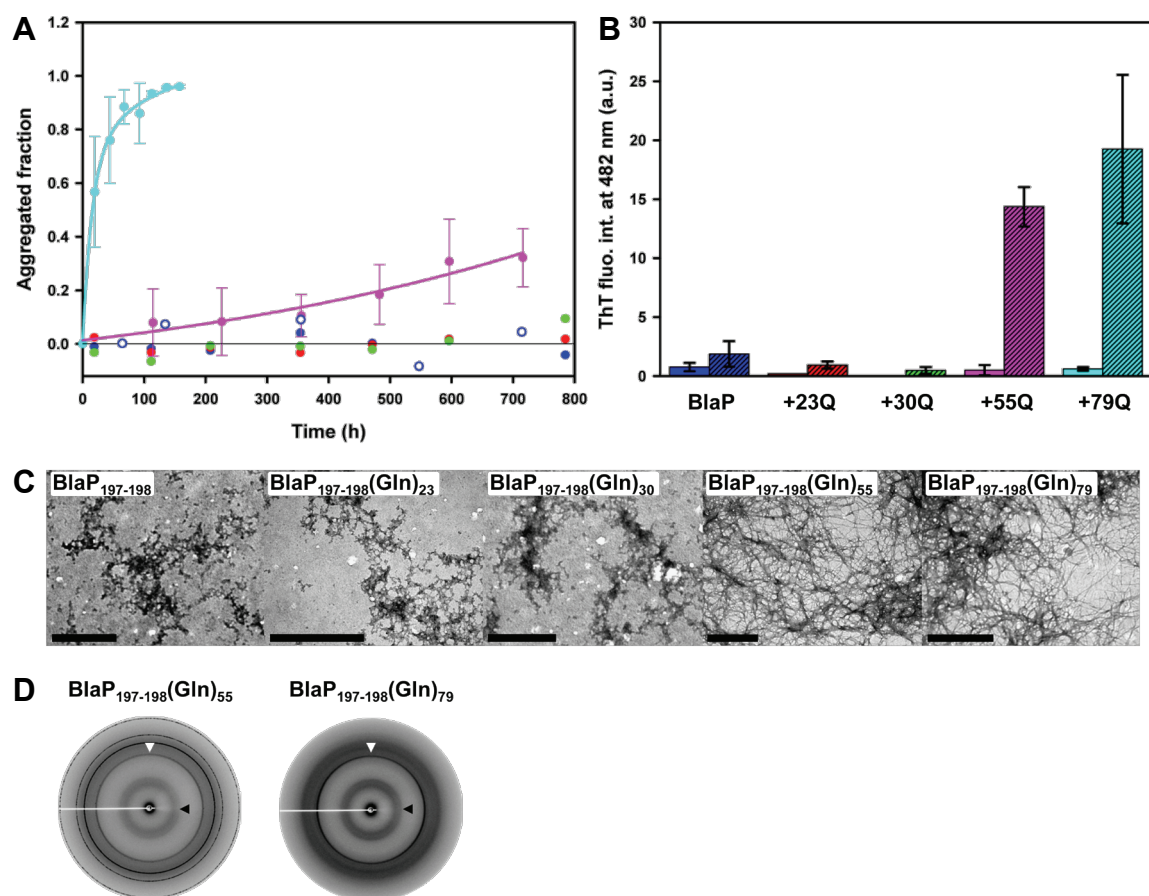 A
1.2
1.0
0.8
0.6
0.4
0.2
0.0
Aggregated fraction
0 100 200 300 400 500 600 700 800
Time (h)
B
30
25
20
15
10
5
0
ThT fluo. int. at 482 nm (a.u.)
BlaP +23Q +30Q +55Q +79Q
C
BlaP197-198
BlaP197-198(Gln)23
BlaP197-198(Gln)30
BlaP197-198(Gln)55
BlaP197-198(Gln)79
D
BlaP197-198(Gln)55
BlaP197-198(Gln)79